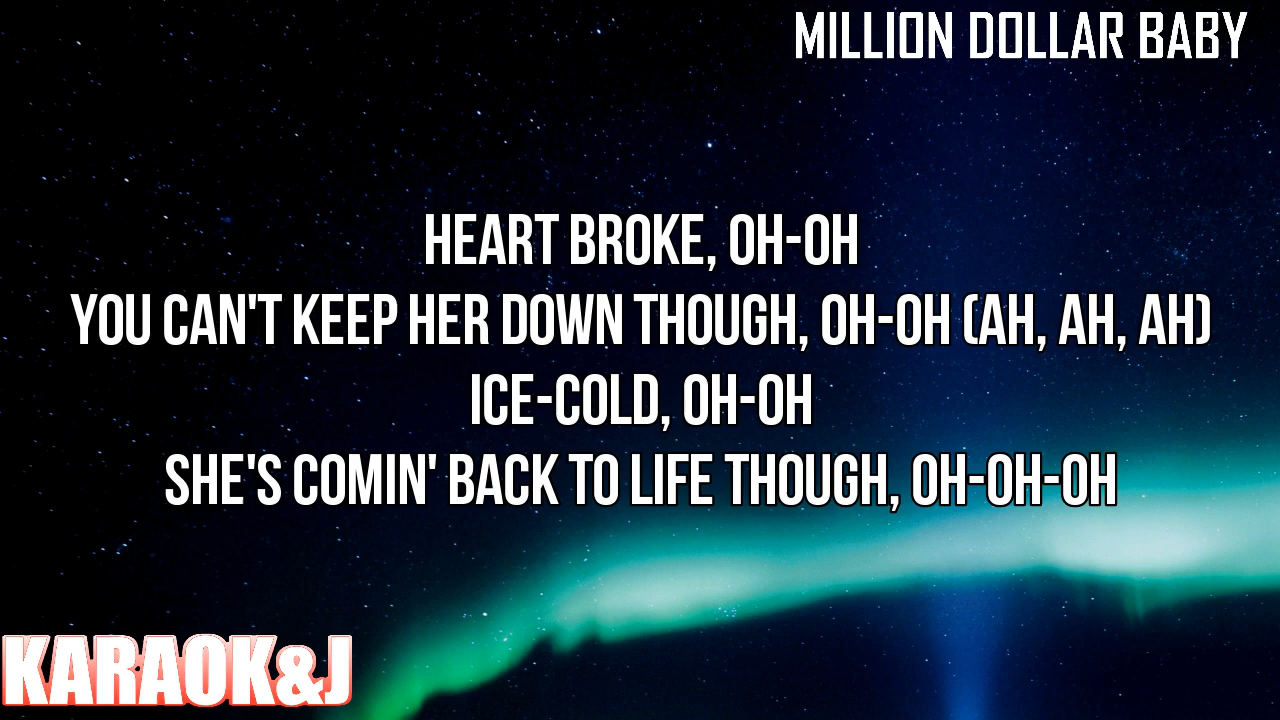 MILLION DOLLAR BABY
HEART BROKE, OH-OH
YOU CAN'T KEEP HER DOWN THOUGH, OH-OH (AH, AH, AH)
ICE-COLD, OH-OH
SHE'S COMIN' BACK TO LIFE THOUGH, OH-OH-OH
KARAOK&J